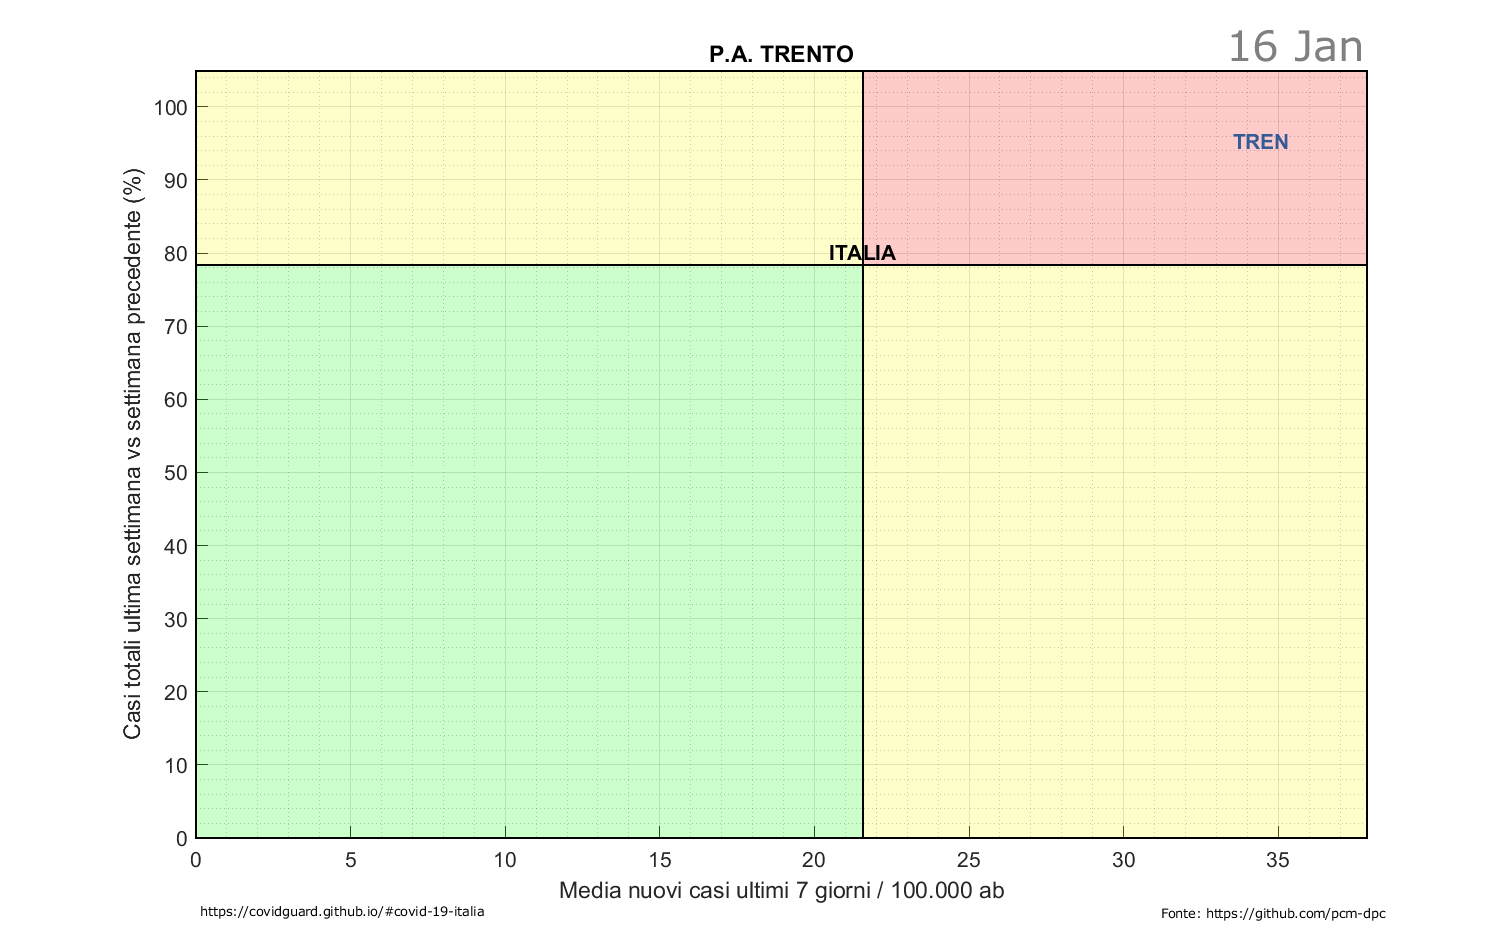 P.A. TRENTO
16 Jan
TREN
ITALIA
Casi totali ultima settimana vs settimana precedente (%)
100
90
80
70
60
50
40
30
20
10
0
0 5 10 15 20 25 30 35
Media nuovi casi ultimi 7 giorni / 100.000 ab
https://covidguard.github.io/#covid-19-italia
Fonte: https://github.com/pcm-dpc